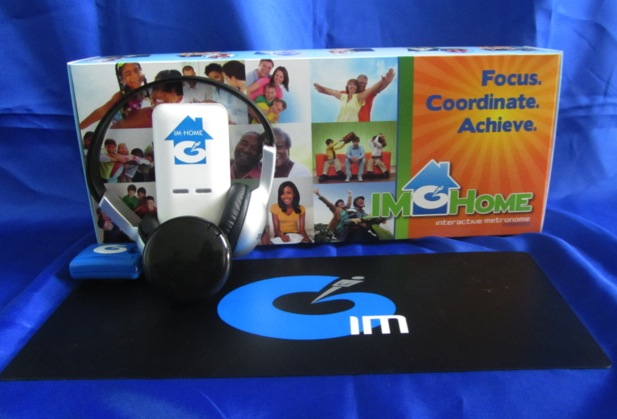 Focus.
Coordinate.
Achieve.
IM-HOME
IM HOME
interactive metronome
IM